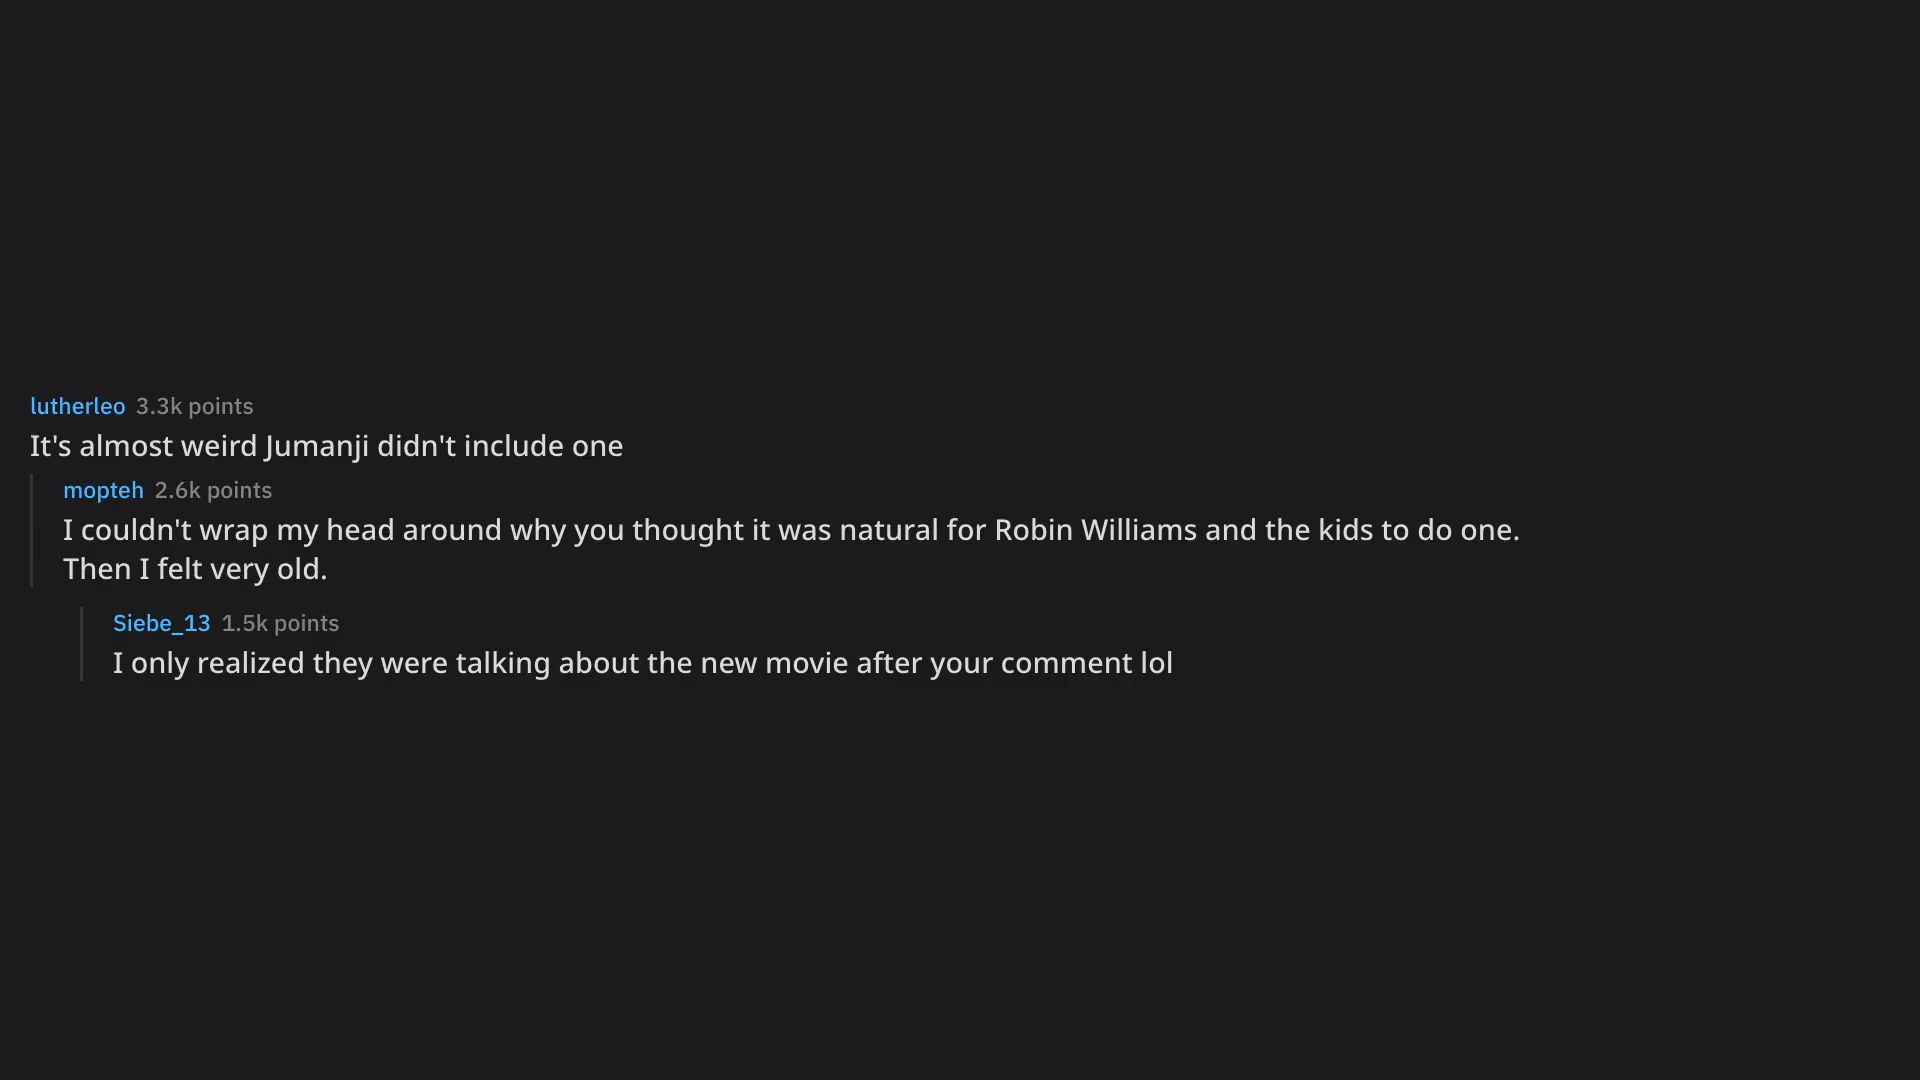 lutherleo 3.3k points
It's almost weird Jumanji didn't include one
mopteh 2.6k points
I couldn't wrap my head around why you thought it was natural for Robin Williams and the kids to do one.
Then I felt very old.
Siebe_13 1.5k points
I only realized they were talking about the new movie after your comment lol